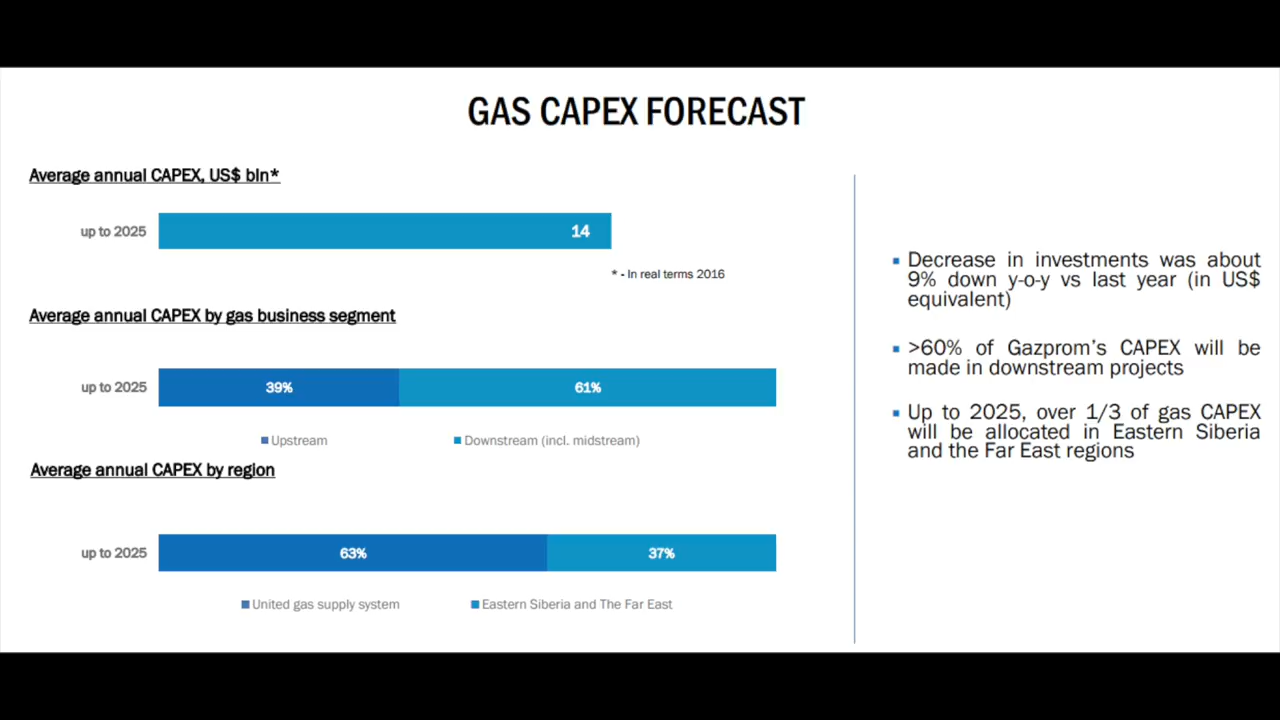 GAS CAPEX FORECAST
Average annual CAPEX, US$ bln*
up to 2025
14
* - In real terms 2016
Average annual CAPEX by gas business segment
up to 2025
39%
61%
Upstream
Downstream (incl. midstream)
Average annual CAPEX by region
up to 2025
63%
37%
United gas supply system
Eastern Siberia and The Far East
Decrease in investments was about
9% down y-o-y vs last year (in US$
equivalent)
>60% of Gazprom's CAPEX will be
made in downstream projects
Up to 2025, over 1/3 of gas CAPEX
will be allocated in Eastern Siberia
and the Far East regions